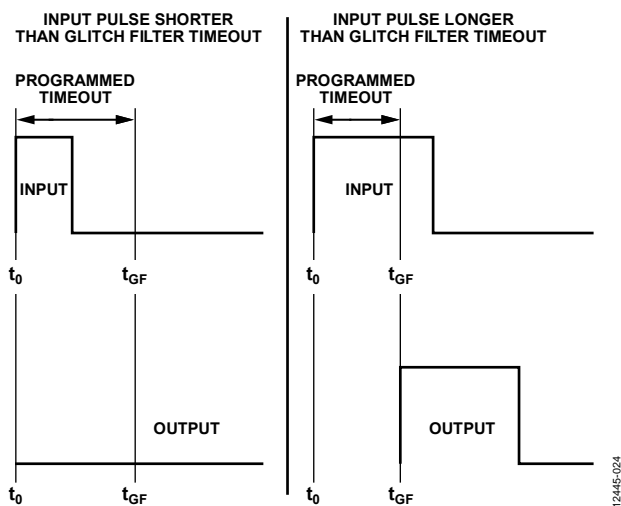 INPUT PULSE SHORTER
THAN GLITCH FILTER TIMEOUT
PROGRAMMED
TIMEOUT
INPUT
t0
tGF
OUTPUT
t0
tGF
INPUT PULSE LONGER
THAN GLITCH FILTER TIMEOUT
PROGRAMMED
TIMEOUT
INPUT
t0
tGF
OUTPUT
t0
tGF
12445-024